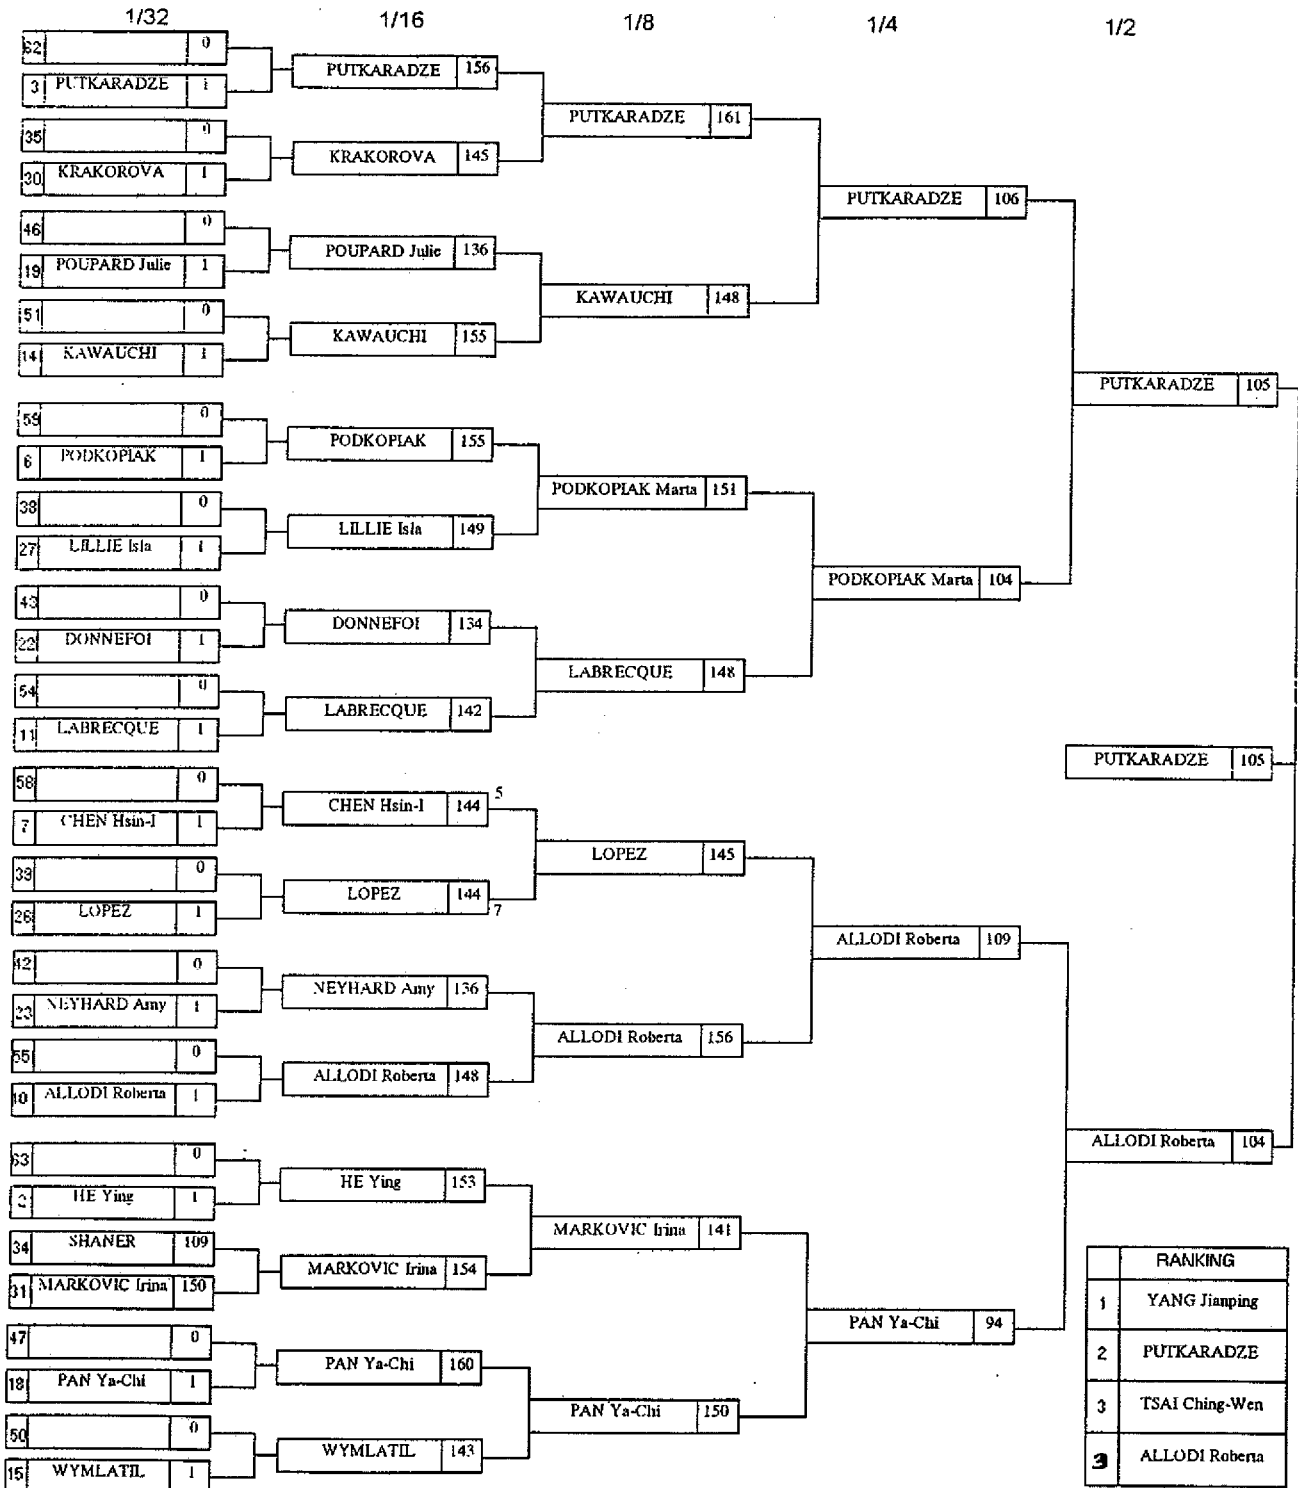 1/32 1/16 1/8 1/4 1/2
62 0
3 PUTKARADZE 1
35 0
30 KRAKOROVA 1
46 0
19 POUPARD Julie 1
51 0
14 KAWAUCHI 1
59 0
6 PODKOPIAK 1
38 0
27 LILLIE Isla 1
43 0
22 DONNEFOI 1
54 0
11 LABRECQUE 1
58 0
7 CHEN Hsin-I 1
39 0
26 LOPEZ 1
42 0
23 NEYHARD Amy 1
55 0
10 ALLODI Roberta 1
63 0
2 HE Ying 1
34 SHANER 109
31 MARKOVIC Irina 150
47 0
18 PAN Ya-Chi 1
50 0
15 WYMLATIL 1
PUTKARADZE 156
KRAKOROVA 145
POUPARD Julie 136
KAWAUCHI 155
PODKOPIAK 155
LILLIE Isla 149
DONNEFOI 134
LABRECQUE 142
CHEN Hsin-I 144 5
LOPEZ 144 7
NEYHARD Amy 136
ALLODI Roberta 148
HE Ying 153
MARKOVIC Irina 154
PAN Ya-Chi 160
WYMLATIL 143
PUTKARADZE 161
KAWAUCHI 148
PODKOPIAK Marta 151
LABRECQUE 148
LOPEZ 145
ALLODI Roberta 156
MARKOVIC Irina 141
PAN Ya-Chi 150
PUTKARADZE 106
PODKOPIAK Marta 104
ALLODI Roberta 109
PAN Ya-Chi 94
PUTKARADZE 105
PUTKARADZE 105
ALLODI Roberta 104
RANKING
1 YANG Jianping
2 PUTKARADZE
3 TSAI Ching-Wen
3 ALLODI Roberta